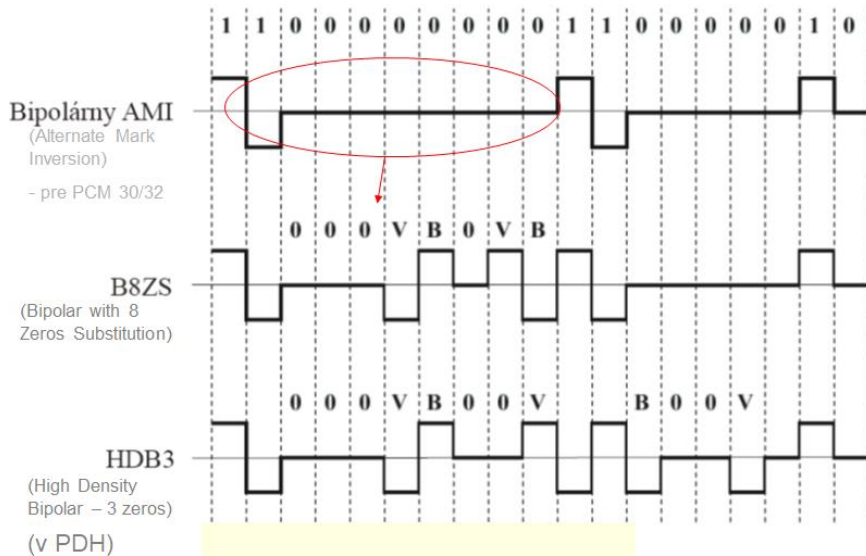 1 1 0 0 0 0 0 0 0 0 1 1 0 0 0 0 0 1 0
Bipolárny AMI
(Alternate Mark
Inversion)
- pre PCM 30/32
0 0 0 V B 0 V B
B8ZS
(Bipolar with 8
Zeros Substitution)
0 0 0 V B 0 0 V B 0 0 V
HDB3
(High Density
Bipolar – 3 zeros)
(v PDH)